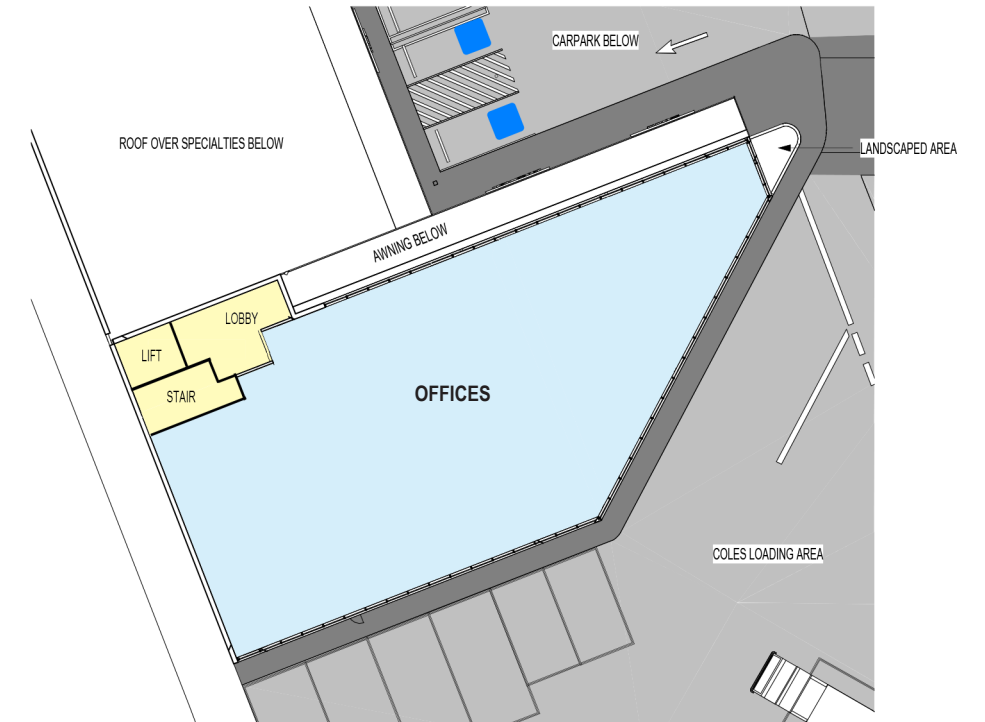 CARPARK BELOW
ROOF OVER SPECIALTIES BELOW
LANDSCAPED AREA
AWNING BELOW
LOBBY
LIFT
STAIR
OFFICES
COLES LOADING AREA